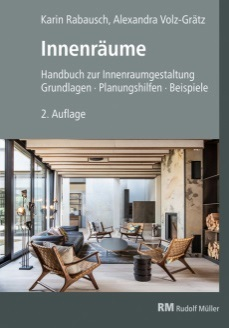 Karin Rabausch, Alexandra Volz-Grätz
Innenräume
Handbuch zur Innenraumgestaltung
Grundlagen · Planungshilfen · Beispiele
2. Auflage
RM Rudolf Müller